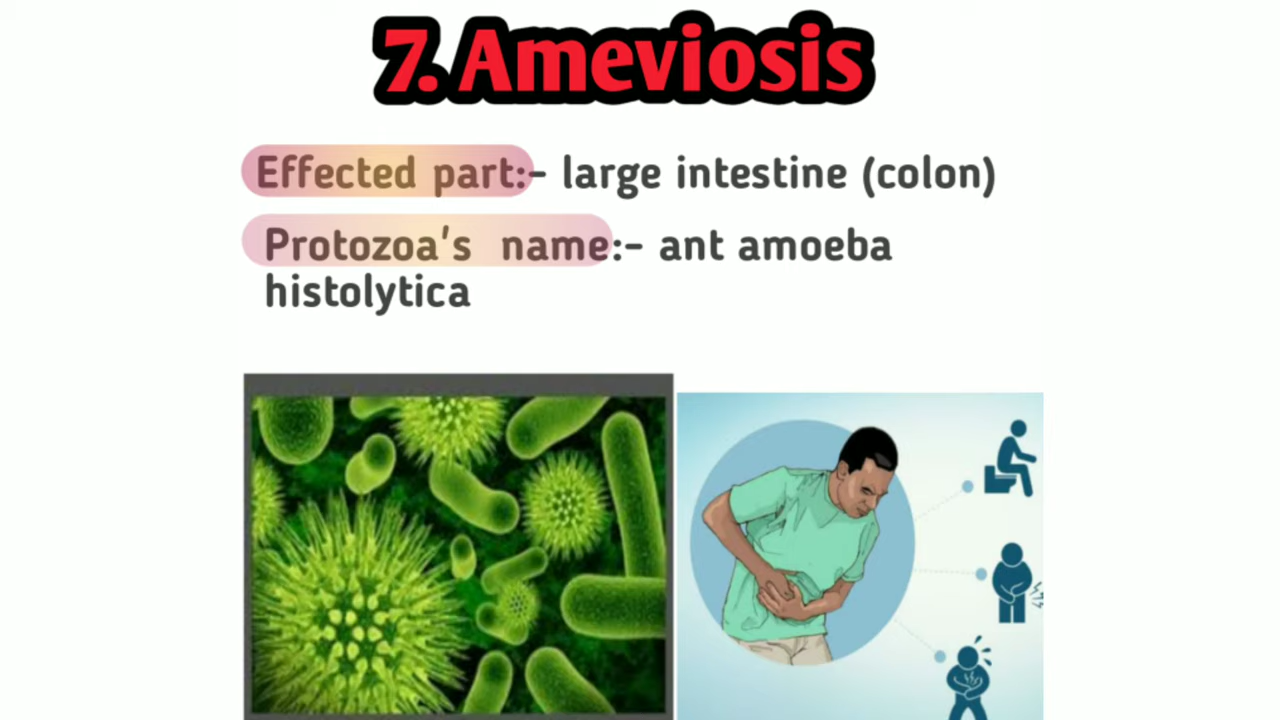 7. Ameviosis
Effected part:- large intestine (colon)
Protozoa's name:- ant amoeba
histolytica